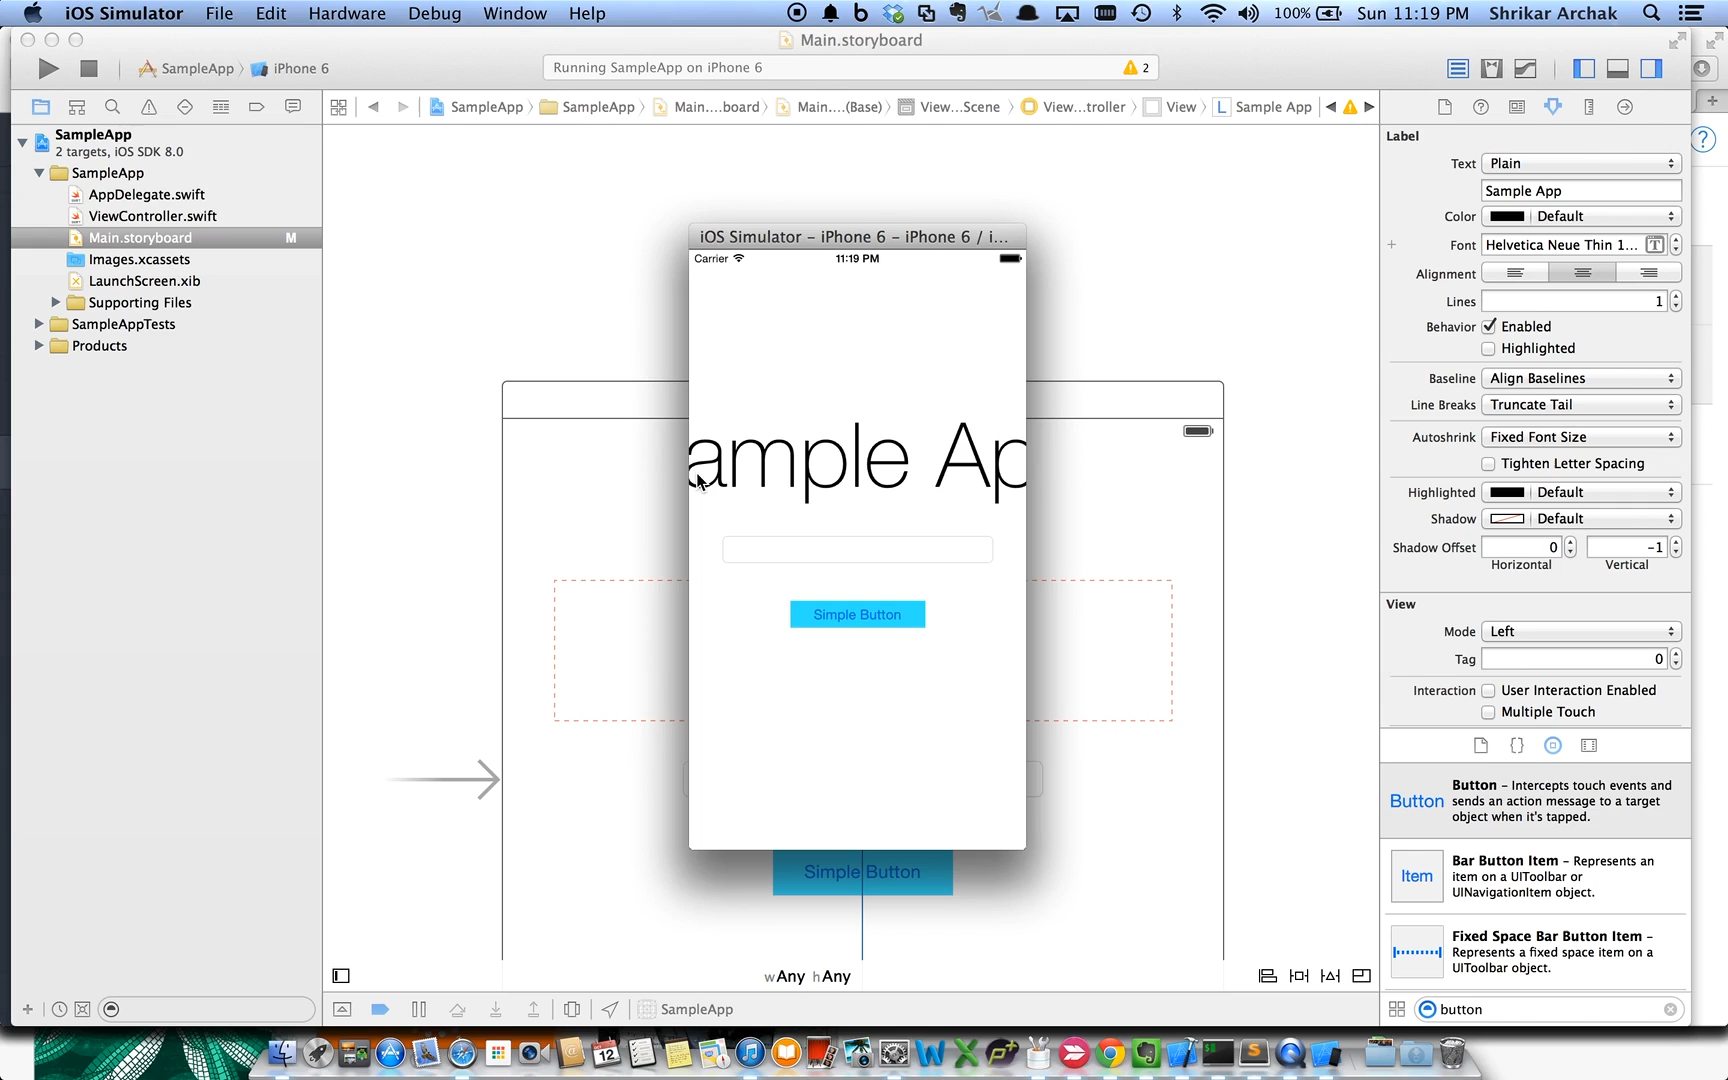 iOS Simulator File Edit Hardware Debug Window Help 100% Sun 11:19 PM Shrikar Archak
Main.storyboard
SampleApp iPhone 6 Running SampleApp on iPhone 6 2
SampleApp SampleApp Main....board Main....(Base) View...Scene View...troller View L Sample App
SampleApp
2 targets, iOS SDK 8.0
SampleApp
AppDelegate.swift
ViewController.swift
Main.storyboard M
Images.xcassets
LaunchScreen.xib
Supporting Files
SampleAppTests
Products
iOS Simulator – iPhone 6 – iPhone 6 / i...
Carrier 11:19 PM
ample Ap
Simple Button
Simple Button
wAny hAny
SampleApp
Label
Text Plain
Sample App
Color Default
Font Helvetica Neue Thin 1... T
Alignment
Lines 1
Behavior Enabled
Highlighted
Baseline Align Baselines
Line Breaks Truncate Tail
Autoshrink Fixed Font Size
Tighten Letter Spacing
Highlighted Default
Shadow Default
Shadow Offset 0 -1
Horizontal Vertical
View
Mode Left
Tag 0
Interaction User Interaction Enabled
Multiple Touch
Button
Button – Intercepts touch events and
sends an action message to a target
object when it's tapped.
Item
Bar Button Item – Represents an
item on a UIToolbar or
UINavigationItem object.
Fixed Space Bar Button Item –
Represents a fixed space item on a
UIToolbar object.
button
12